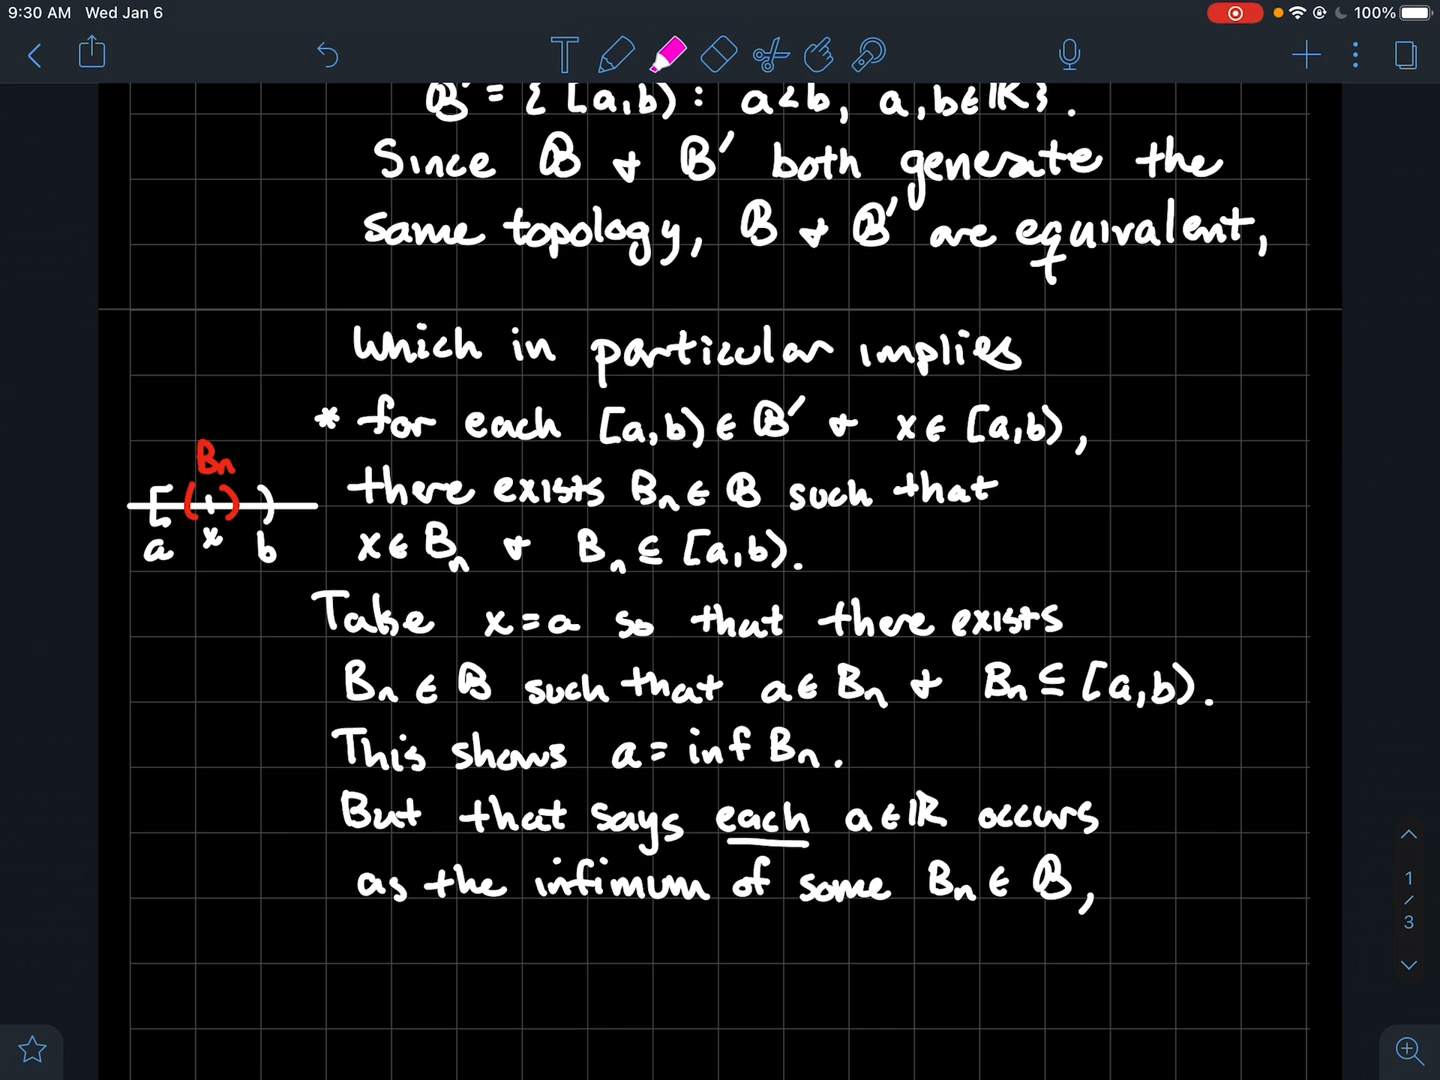 9:30 AM Wed Jan 6
100%
T
ℬ' = { [a,b) : a<b, a,b∈ℝ}.
Since ℬ & ℬ' both generate the
same topology, ℬ & ℬ' are equivalent,
which in particular implies
* for each [a,b) ∈ ℬ' & x ∈ [a,b),
there exists Bₙ ∈ ℬ such that
x ∈ Bₙ & Bₙ ⊆ [a,b).
Bₙ
[ ( ) )
a x b
Take x = a so that there exists
Bₙ ∈ ℬ such that a ∈ Bₙ & Bₙ ⊆ [a,b).
This shows a = inf Bₙ.
But that says each a ∈ ℝ occurs
as the infimum of some Bₙ ∈ ℬ,
1
/
3